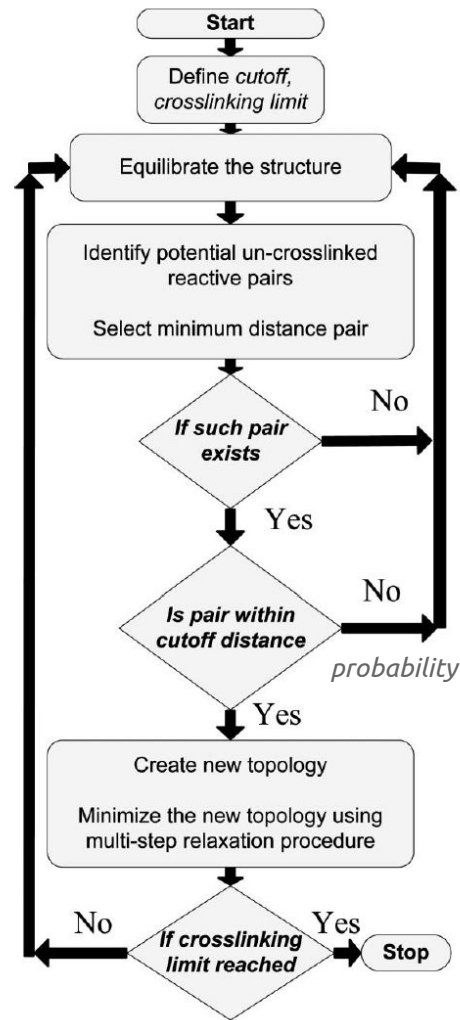 Start
Define cutoff,
crosslinking limit
Equilibrate the structure
Identify potential un-crosslinked
reactive pairs
Select minimum distance pair
If such pair
exists
No
Yes
Is pair within
cutoff distance
No
probability
Yes
Create new topology
Minimize the new topology using
multi-step relaxation procedure
If crosslinking
limit reached
No
Yes
Stop